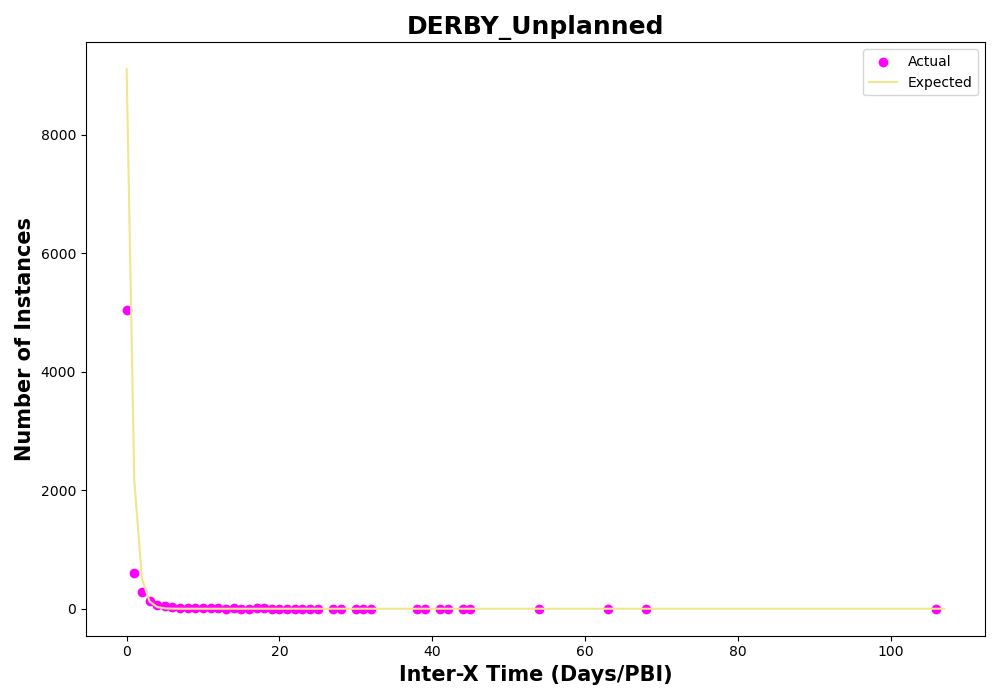 DERBY_Unplanned
Actual
Expected
8000
6000
4000
2000
0
Number of Instances
0
20
40
60
80
100
Inter-X Time (Days/PBI)